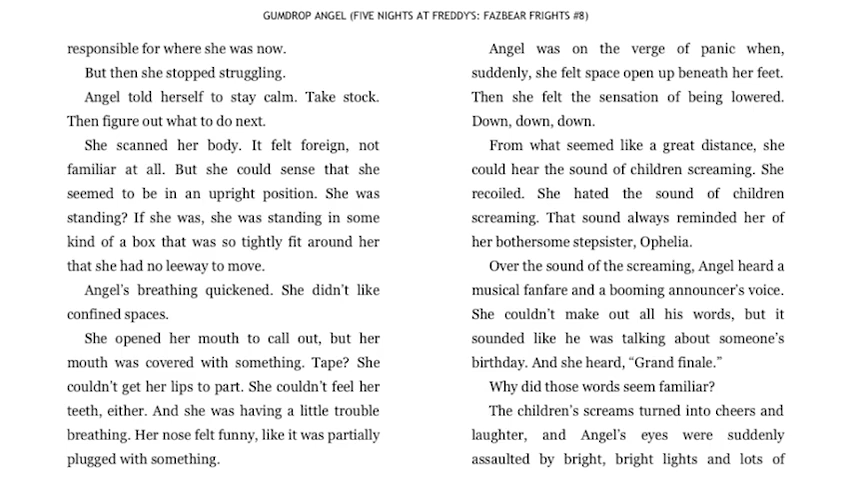 GUMDROP ANGEL (FIVE NIGHTS AT FREDDY'S: FAZBEAR FRIGHTS #8)
responsible for where she was now.
But then she stopped struggling.
Angel told herself to stay calm. Take stock.
Then figure out what to do next.
She scanned her body. It felt foreign, not
familiar at all. But she could sense that she
seemed to be in an upright position. She was
standing? If she was, she was standing in some
kind of a box that was so tightly fit around her
that she had no leeway to move.
Angel's breathing quickened. She didn't like
confined spaces.
She opened her mouth to call out, but her
mouth was covered with something. Tape? She
couldn't get her lips to part. She couldn't feel her
teeth, either. And she was having a little trouble
breathing. Her nose felt funny, like it was partially
plugged with something.
Angel was on the verge of panic when,
suddenly, she felt space open up beneath her feet.
Then she felt the sensation of being lowered.
Down, down, down.
From what seemed like a great distance, she
could hear the sound of children screaming. She
recoiled. She hated the sound of children
screaming. That sound always reminded her of
her bothersome stepsister, Ophelia.
Over the sound of the screaming, Angel heard a
musical fanfare and a booming announcer's voice.
She couldn't make out all his words, but it
sounded like he was talking about someone's
birthday. And she heard, “Grand finale.”
Why did those words seem familiar?
The children's screams turned into cheers and
laughter, and Angel's eyes were suddenly
assaulted by bright, bright lights and lots of